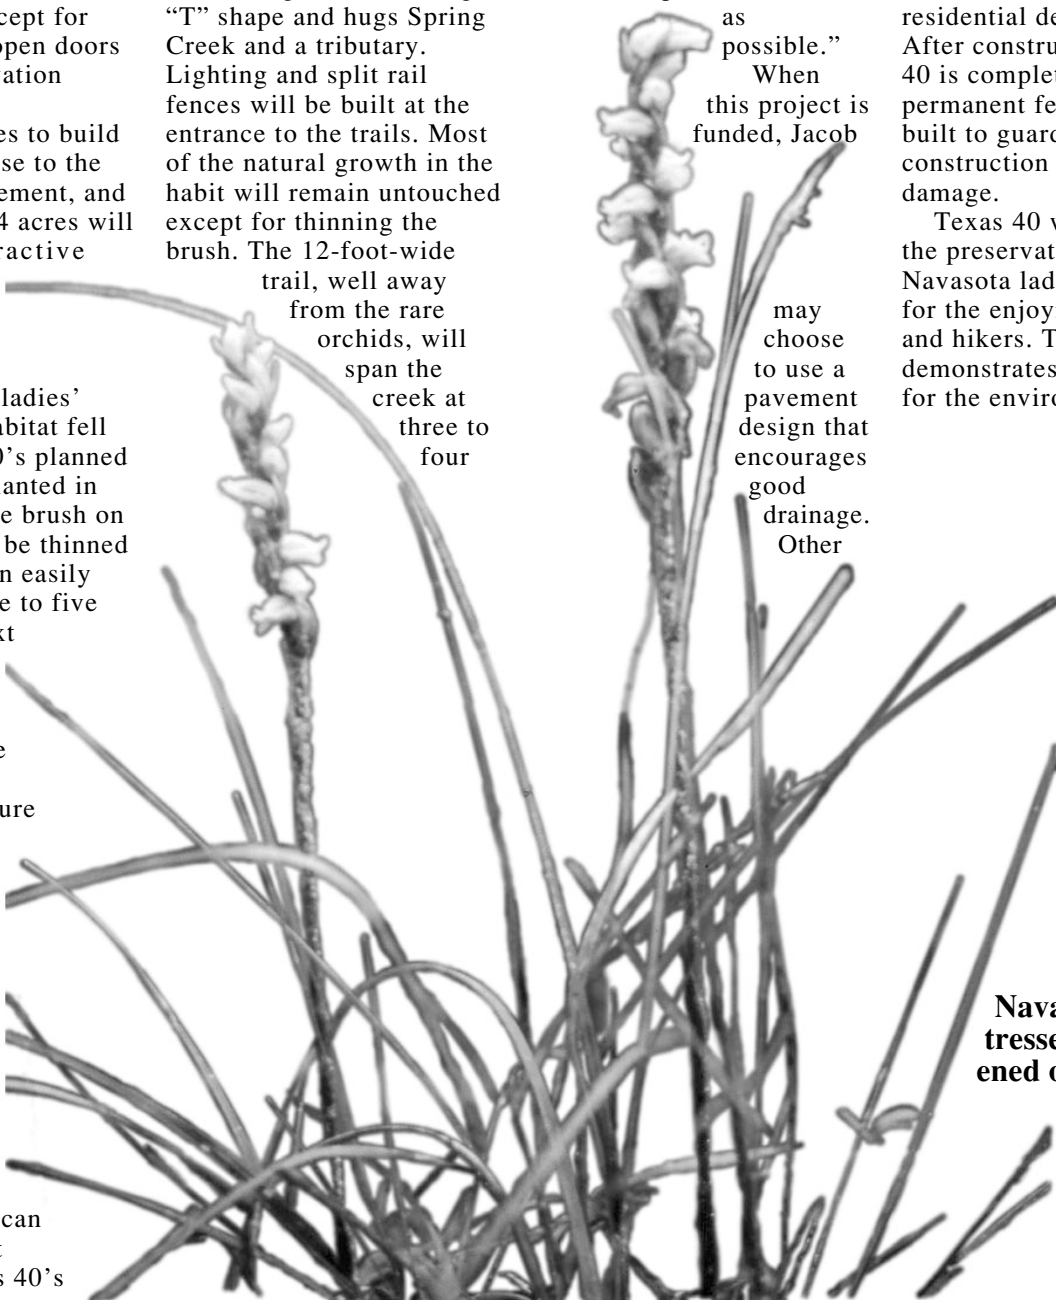 cept for
open doors
vation
es to build
se to the
ement, and
4 acres will
ractive
ladies’
abitat fell
0’s planned
lanted in
e brush on
be thinned
n easily
e to five
xt
e
ure
can
t
s 40’s
“T” shape and hugs Spring
Creek and a tributary.
Lighting and split rail
fences will be built at the
entrance to the trails. Most
of the natural growth in the
habit will remain untouched
except for thinning the
brush. The 12-foot-wide
trail, well away
from the rare
orchids, will
span the
creek at
three to
four
as
possible.”
When
this project is
funded, Jacob
may
choose
to use a
pavement
design that
encourages
good
drainage.
Other
residential de
After constru
40 is complet
permanent fe
built to guard
construction
damage.
Texas 40 w
the preservat
Navasota lad
for the enjoy
and hikers. T
demonstrates
for the enviro
Nava
tresse
ened o